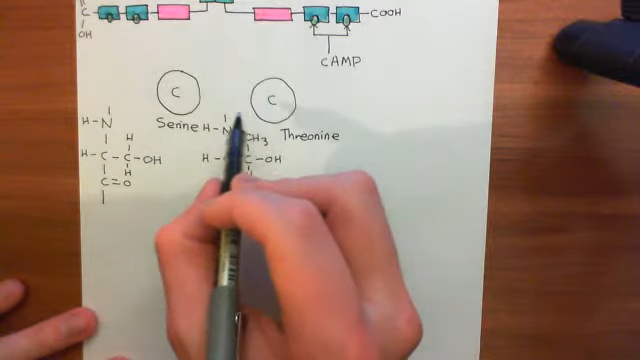 C
OH
COOH
cAMP
C
C
Serine
Threonine
H-N
H
H-C-C-OH
H
C=O
H-N
CH3
H
C-OH